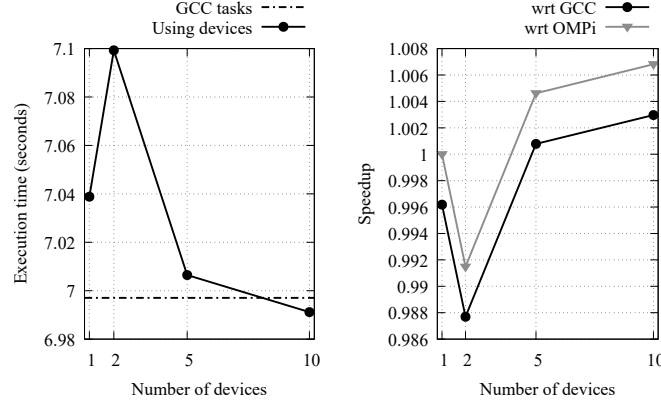 GCC tasks
Using devices
7.1
7.08
7.06
7.04
7.02
7
6.98
1 2 5 10
Execution time (seconds)
Number of devices
wrt GCC
wrt OMPi
1.008
1.006
1.004
1.002
1
0.998
0.996
0.994
0.992
0.99
0.988
0.986
1 2 5 10
Speedup
Number of devices